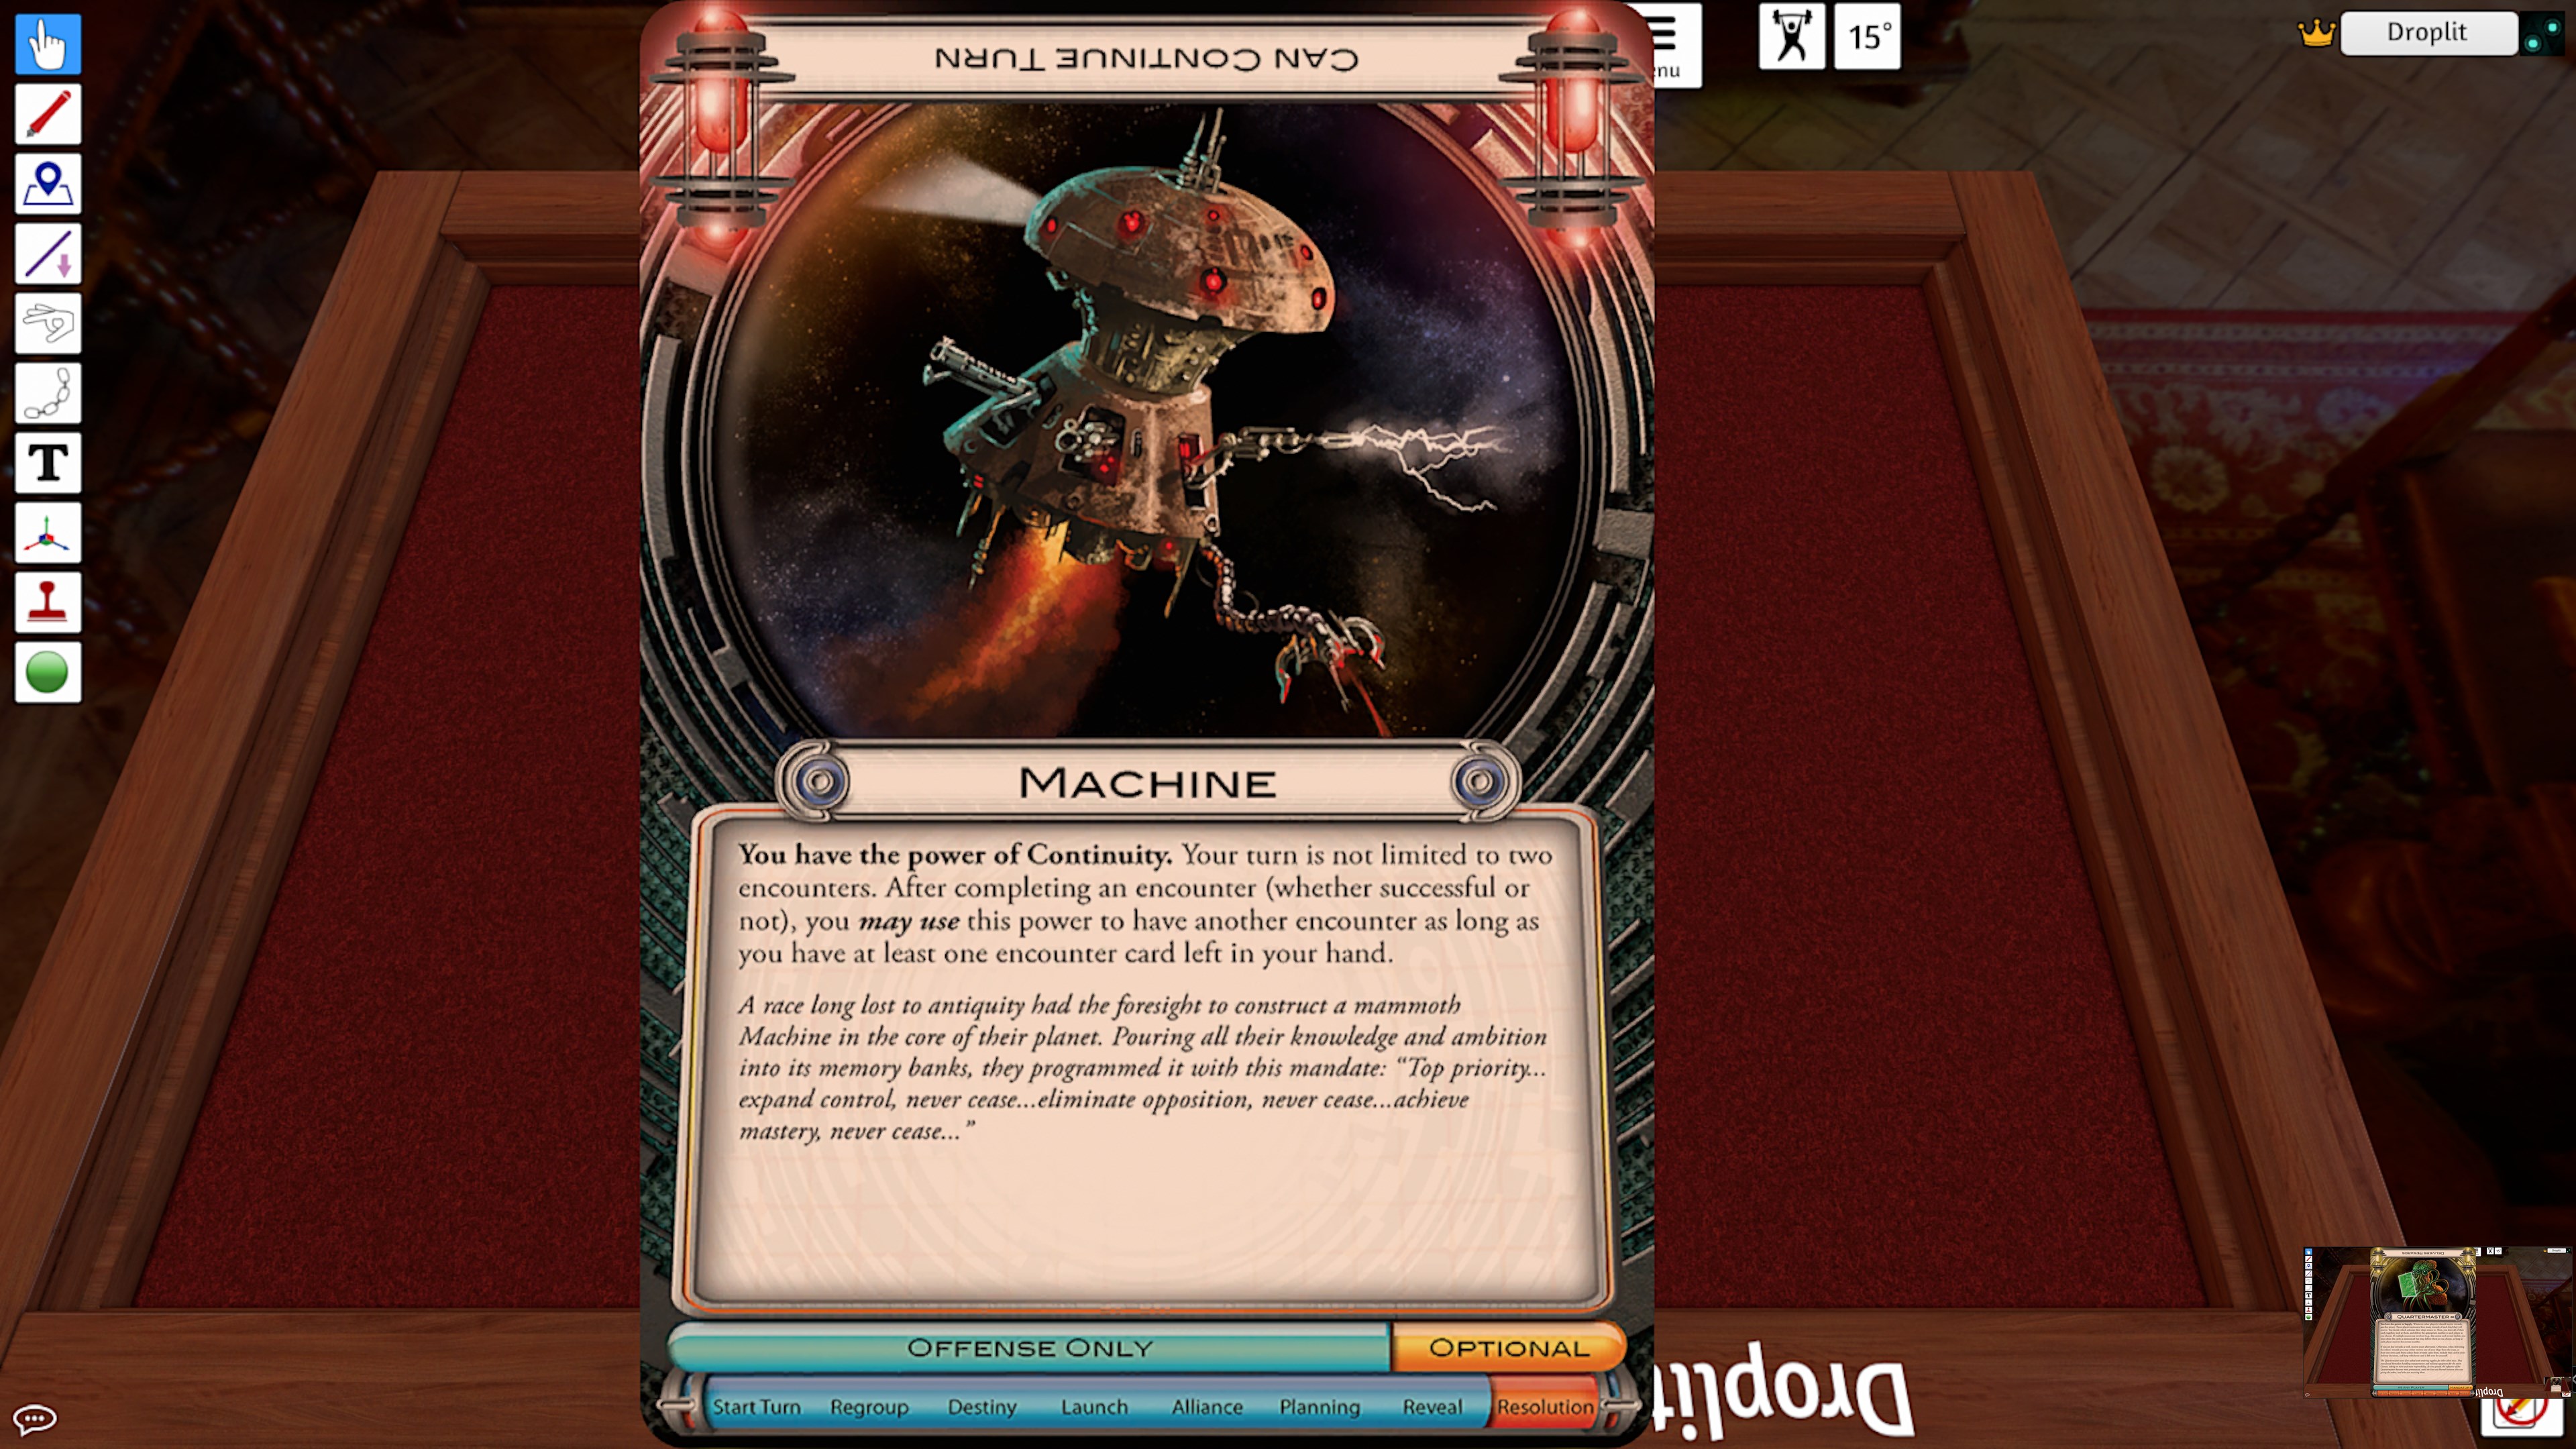 CAN CONTINUE TURN
enu
15°
Droplit
T
MACHINE
You have the power of Continuity. Your turn is not limited to two
encounters. After completing an encounter (whether successful or
not), you may use this power to have another encounter as long as
you have at least one encounter card left in your hand.
A race long lost to antiquity had the foresight to construct a mammoth
Machine in the core of their planet. Pouring all their knowledge and ambition
into its memory banks, they programmed it with this mandate: “Top priority...
expand control, never cease...eliminate opposition, never cease...achieve
mastery, never cease...”
OFFENSE ONLY
OPTIONAL
Start Turn Regroup Destiny Launch Alliance Planning Reveal Resolution
Droplit
QUARTERMASTER